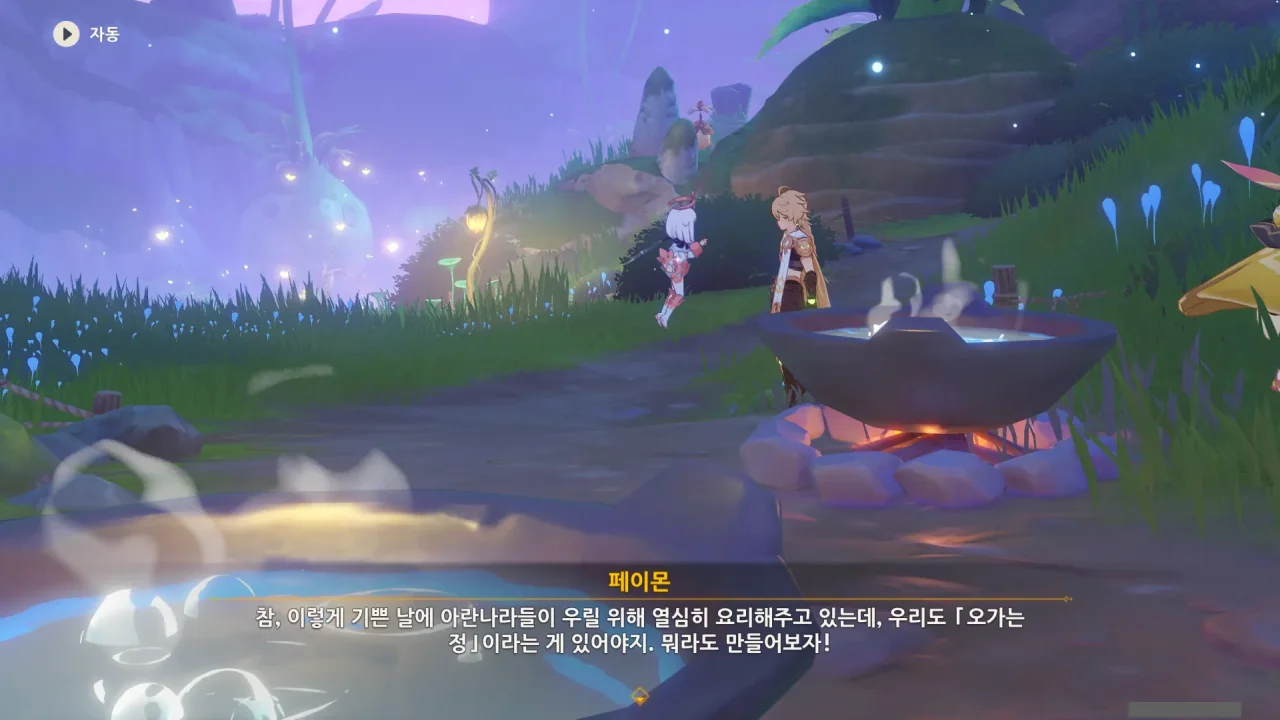 자동
페이몬
참, 이렇게 기쁜 날에 아란나라들이 우릴 위해 열심히 요리해주고 있는데, 우리도 「오가는
정」이라는 게 있어야지. 뭐라도 만들어보자!